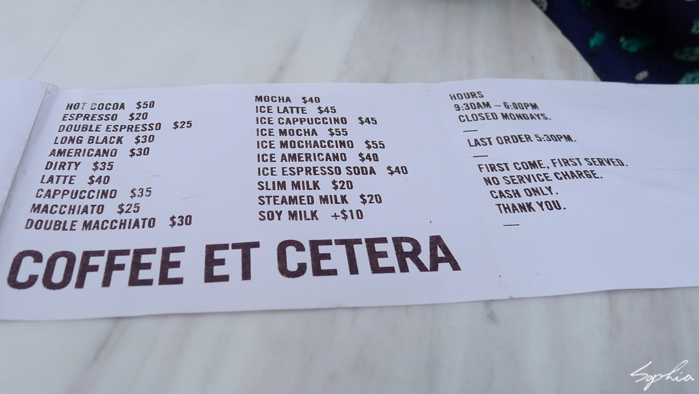 HOT COCOA $50
ESPRESSO $20
DOUBLE ESPRESSO $25
LONG BLACK $30
AMERICANO $30
DIRTY $35
LATTE $40
CAPPUCCINO $35
MACCHIATO $25
DOUBLE MACCHIATO $30
MOCHA $40
ICE LATTE $45
ICE CAPPUCCINO $45
ICE MOCHA $55
ICE MOCHACCINO $55
ICE AMERICANO $40
ICE ESPRESSO SODA $40
SLIM MILK $20
STEAMED MILK $20
SOY MILK +$10
HOURS
9:30AM – 6:00PM
CLOSED MONDAYS.
—
LAST ORDER 5:30PM.
—
FIRST COME, FIRST SERVED.
NO SERVICE CHARGE.
CASH ONLY.
THANK YOU.
—
COFFEE ET CETERA
Sophia